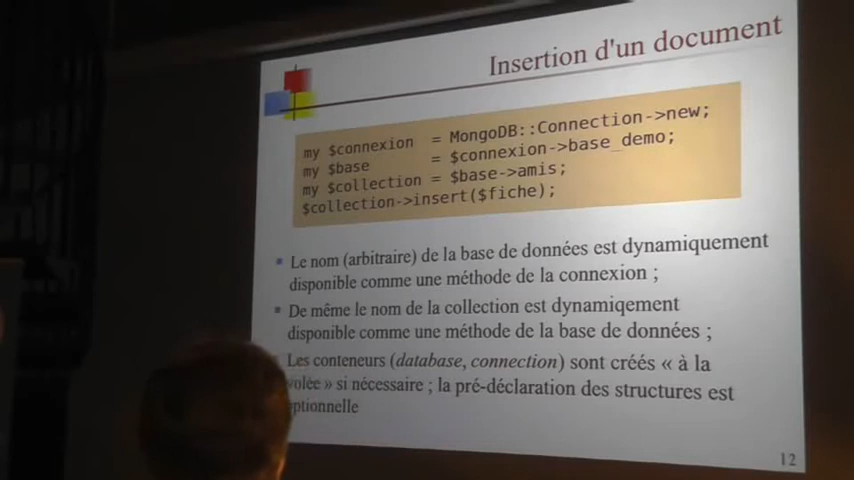 Insertion d'un document
my $connexion = MongoDB::Connection->new;
my $base = $connexion->base_demo;
my $collection = $base->amis;
$collection->insert($fiche);
Le nom (arbitraire) de la base de données est dynamiquement
disponible comme une méthode de la connexion ;
De même le nom de la collection est dynamiqement
disponible comme une méthode de la base de données ;
Les conteneurs (database, connection) sont créés « à la
volée » si nécessaire ; la pré-déclaration des structures est
ptionnelle
12